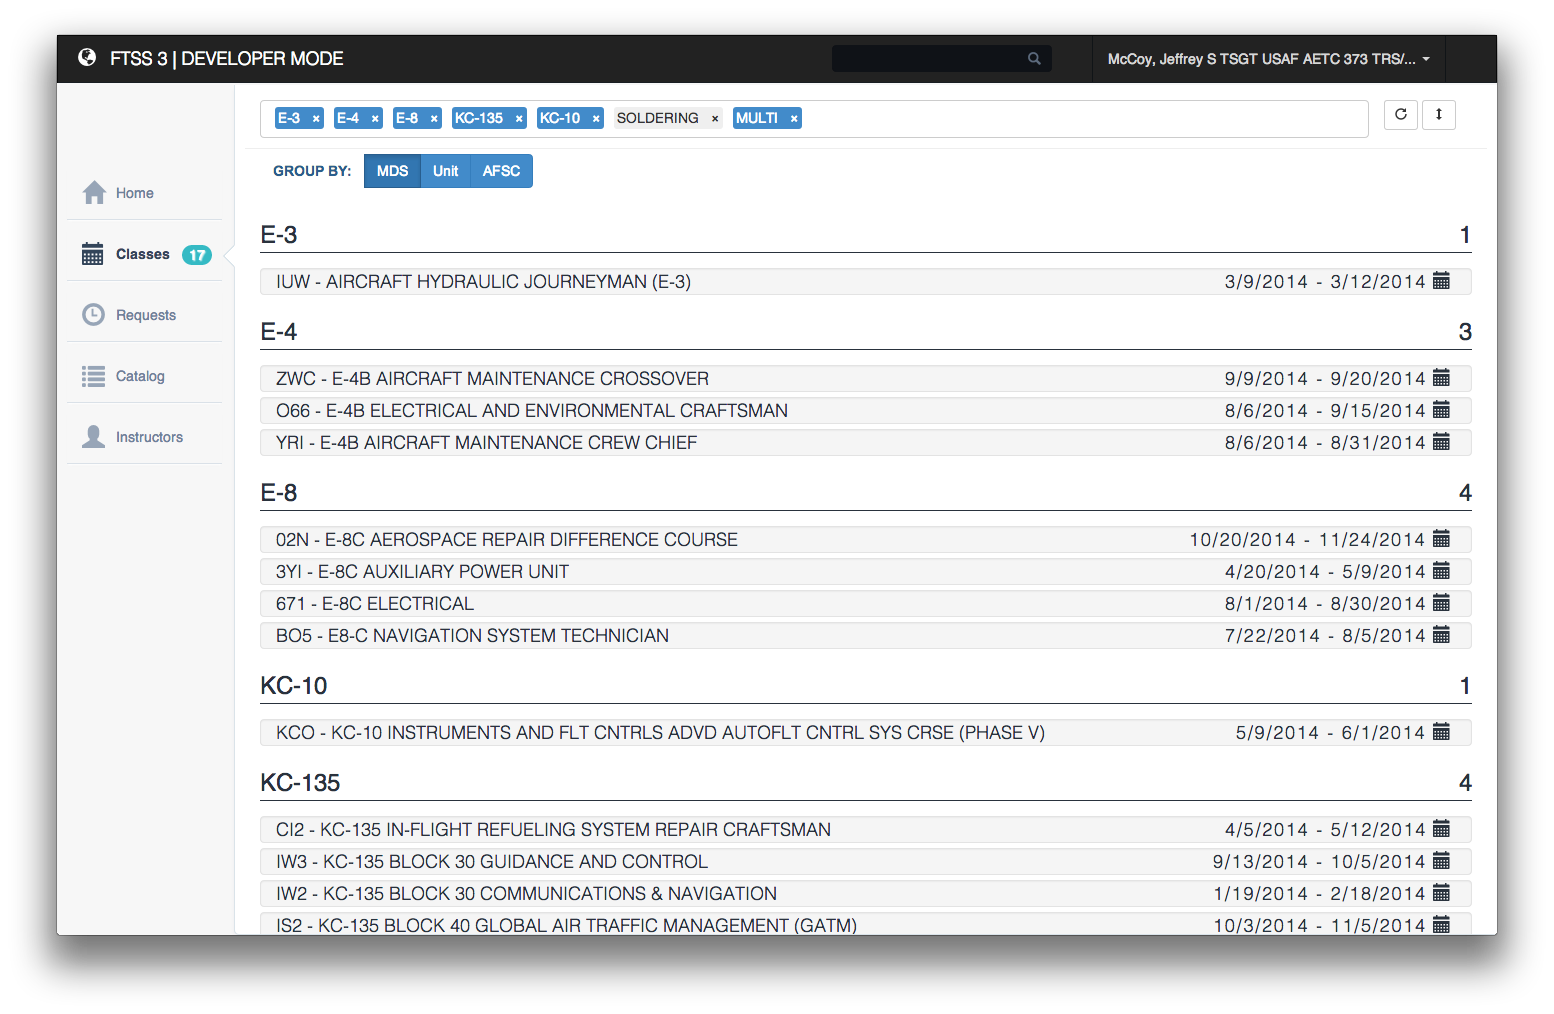 FTSS 3 | DEVELOPER MODE
McCoy, Jeffrey S TSGT USAF AETC 373 TRS/...
E-3 × E-4 × E-8 × KC-135 × KC-10 × SOLDERING × MULTI ×
GROUP BY: MDS Unit AFSC
Home
Classes 17
Requests
Catalog
Instructors
E-3 1
IUW - AIRCRAFT HYDRAULIC JOURNEYMAN (E-3) 3/9/2014 - 3/12/2014
E-4 3
ZWC - E-4B AIRCRAFT MAINTENANCE CROSSOVER 9/9/2014 - 9/20/2014
O66 - E-4B ELECTRICAL AND ENVIRONMENTAL CRAFTSMAN 8/6/2014 - 9/15/2014
YRI - E-4B AIRCRAFT MAINTENANCE CREW CHIEF 8/6/2014 - 8/31/2014
E-8 4
02N - E-8C AEROSPACE REPAIR DIFFERENCE COURSE 10/20/2014 - 11/24/2014
3YI - E-8C AUXILIARY POWER UNIT 4/20/2014 - 5/9/2014
671 - E-8C ELECTRICAL 8/1/2014 - 8/30/2014
BO5 - E8-C NAVIGATION SYSTEM TECHNICIAN 7/22/2014 - 8/5/2014
KC-10 1
KCO - KC-10 INSTRUMENTS AND FLT CNTRLS ADVD AUTOFLT CNTRL SYS CRSE (PHASE V) 5/9/2014 - 6/1/2014
KC-135 4
CI2 - KC-135 IN-FLIGHT REFUELING SYSTEM REPAIR CRAFTSMAN 4/5/2014 - 5/12/2014
IW3 - KC-135 BLOCK 30 GUIDANCE AND CONTROL 9/13/2014 - 10/5/2014
IW2 - KC-135 BLOCK 30 COMMUNICATIONS & NAVIGATION 1/19/2014 - 2/18/2014
IS2 - KC-135 BLOCK 40 GLOBAL AIR TRAFFIC MANAGEMENT (GATM) 10/3/2014 - 11/5/2014